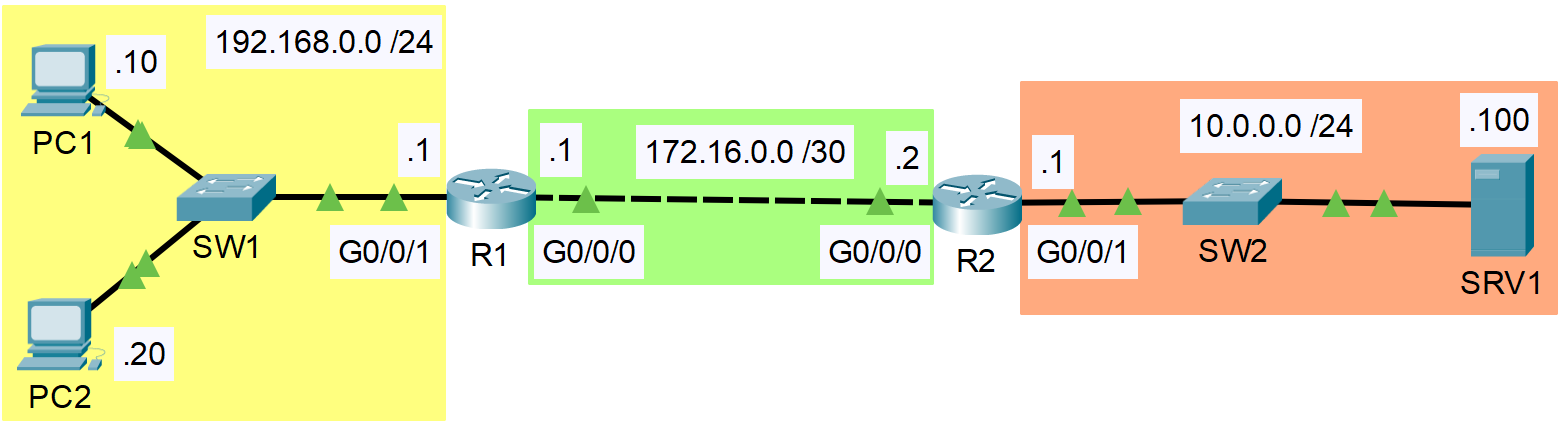 192.168.0.0 /24
.10
PC1
.1
SW1
G0/0/1
R1
.20
PC2
.1
172.16.0.0 /30
.2
G0/0/0
G0/0/0
R2
.1
10.0.0.0 /24
.100
G0/0/1
SW2
SRV1